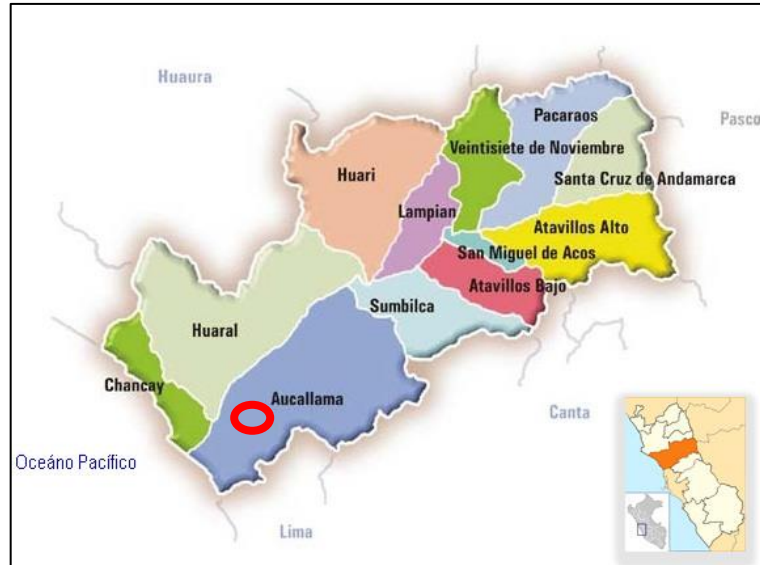 Huaura
Pacaraos
Pasco
Veintisiete de Noviembre
Huari
Santa Cruz de Andamarca
Lampian
Atavillos Alto
San Miguel de Acos
Atavillos Bajo
Sumbilca
Huaral
Chancay
Aucallama
Canta
Oceáno Pacífico
Lima